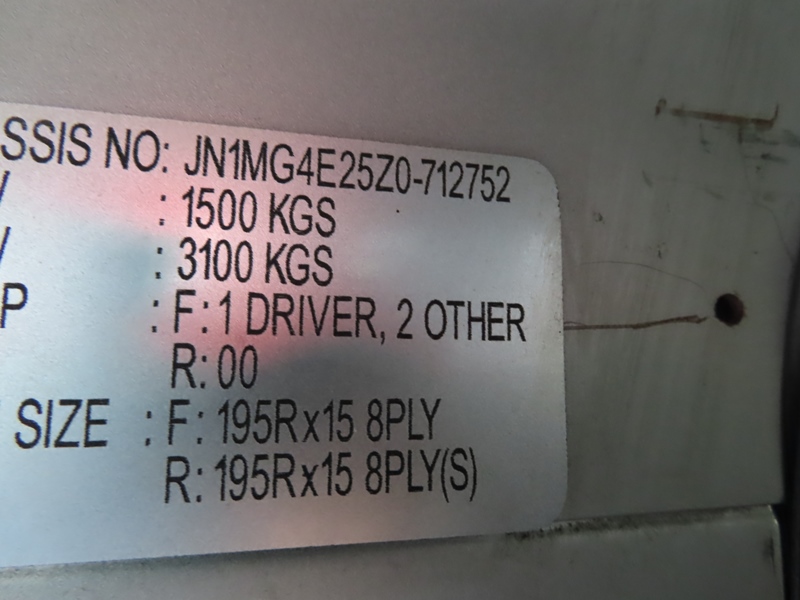 SSIS NO: JN1MG4E25Z0-712752
: 1500 KGS
: 3100 KGS
P : F: 1 DRIVER, 2 OTHER
R: 00
SIZE : F: 195Rx15 8PLY
R: 195Rx15 8PLY(S)